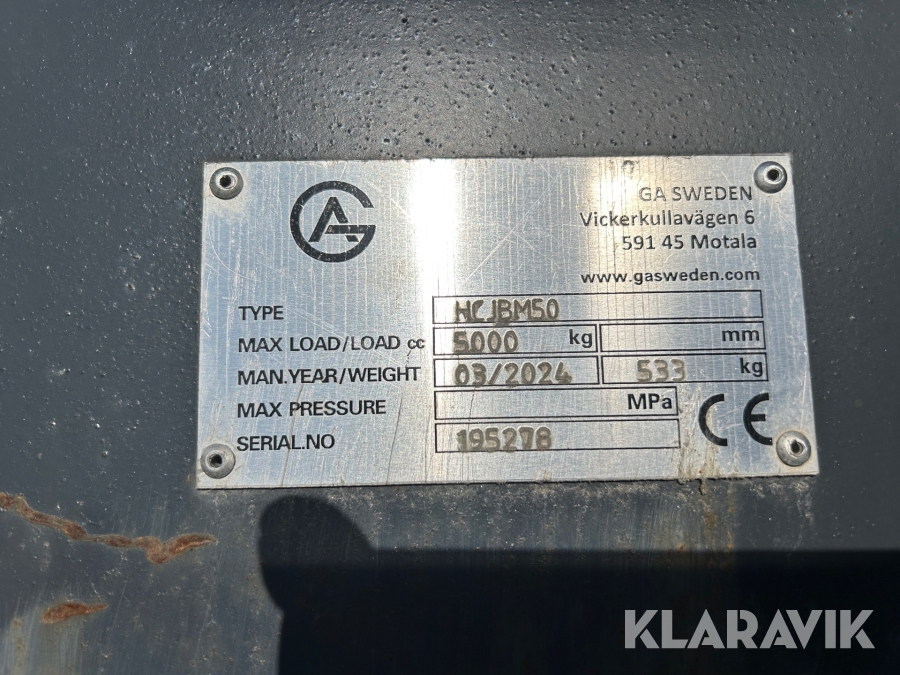 GA
GA SWEDEN
Vickerkullavägen 6
591 45 Motala
www.gasweden.com
TYPE HCJBM50
MAX LOAD/LOAD cc 5000 kg mm
MAN.YEAR/WEIGHT 03/2024 533 kg
MAX PRESSURE MPa
SERIAL.NO 195278
CE
KLARAVIK